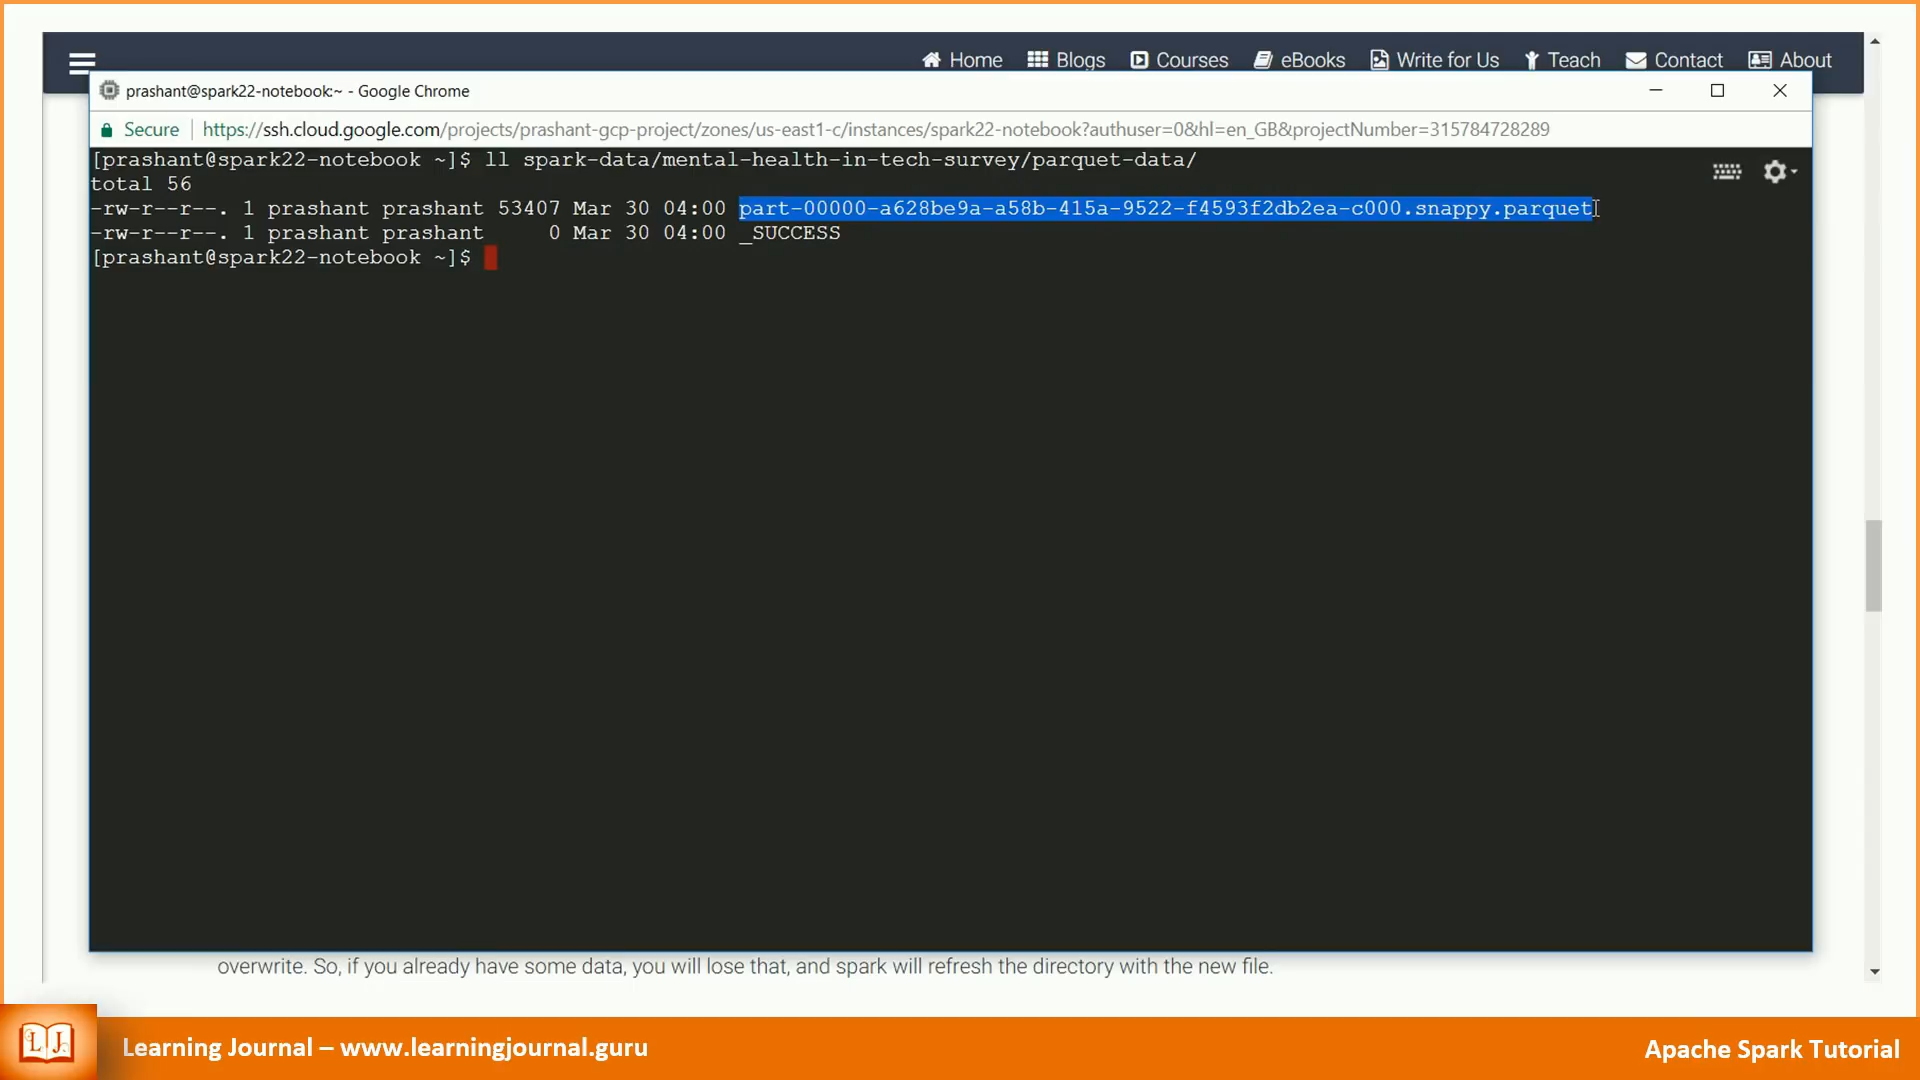 Home Blogs Courses eBooks Write for Us Teach Contact About
prashant@spark22-notebook:~ - Google Chrome
Secure https://ssh.cloud.google.com/projects/prashant-gcp-project/zones/us-east1-c/instances/spark22-notebook?authuser=0&hl=en_GB&projectNumber=315784728289
[prashant@spark22-notebook ~]$ ll spark-data/mental-health-in-tech-survey/parquet-data/
total 56
-rw-r--r--. 1 prashant prashant 53407 Mar 30 04:00 part-00000-a628be9a-a58b-415a-9522-f4593f2db2ea-c000.snappy.parquet
-rw-r--r--. 1 prashant prashant 0 Mar 30 04:00 _SUCCESS
[prashant@spark22-notebook ~]$
overwrite. So, if you already have some data, you will lose that, and spark will refresh the directory with the new file.
LJ
Learning Journal – www.learningjournal.guru
Apache Spark Tutorial